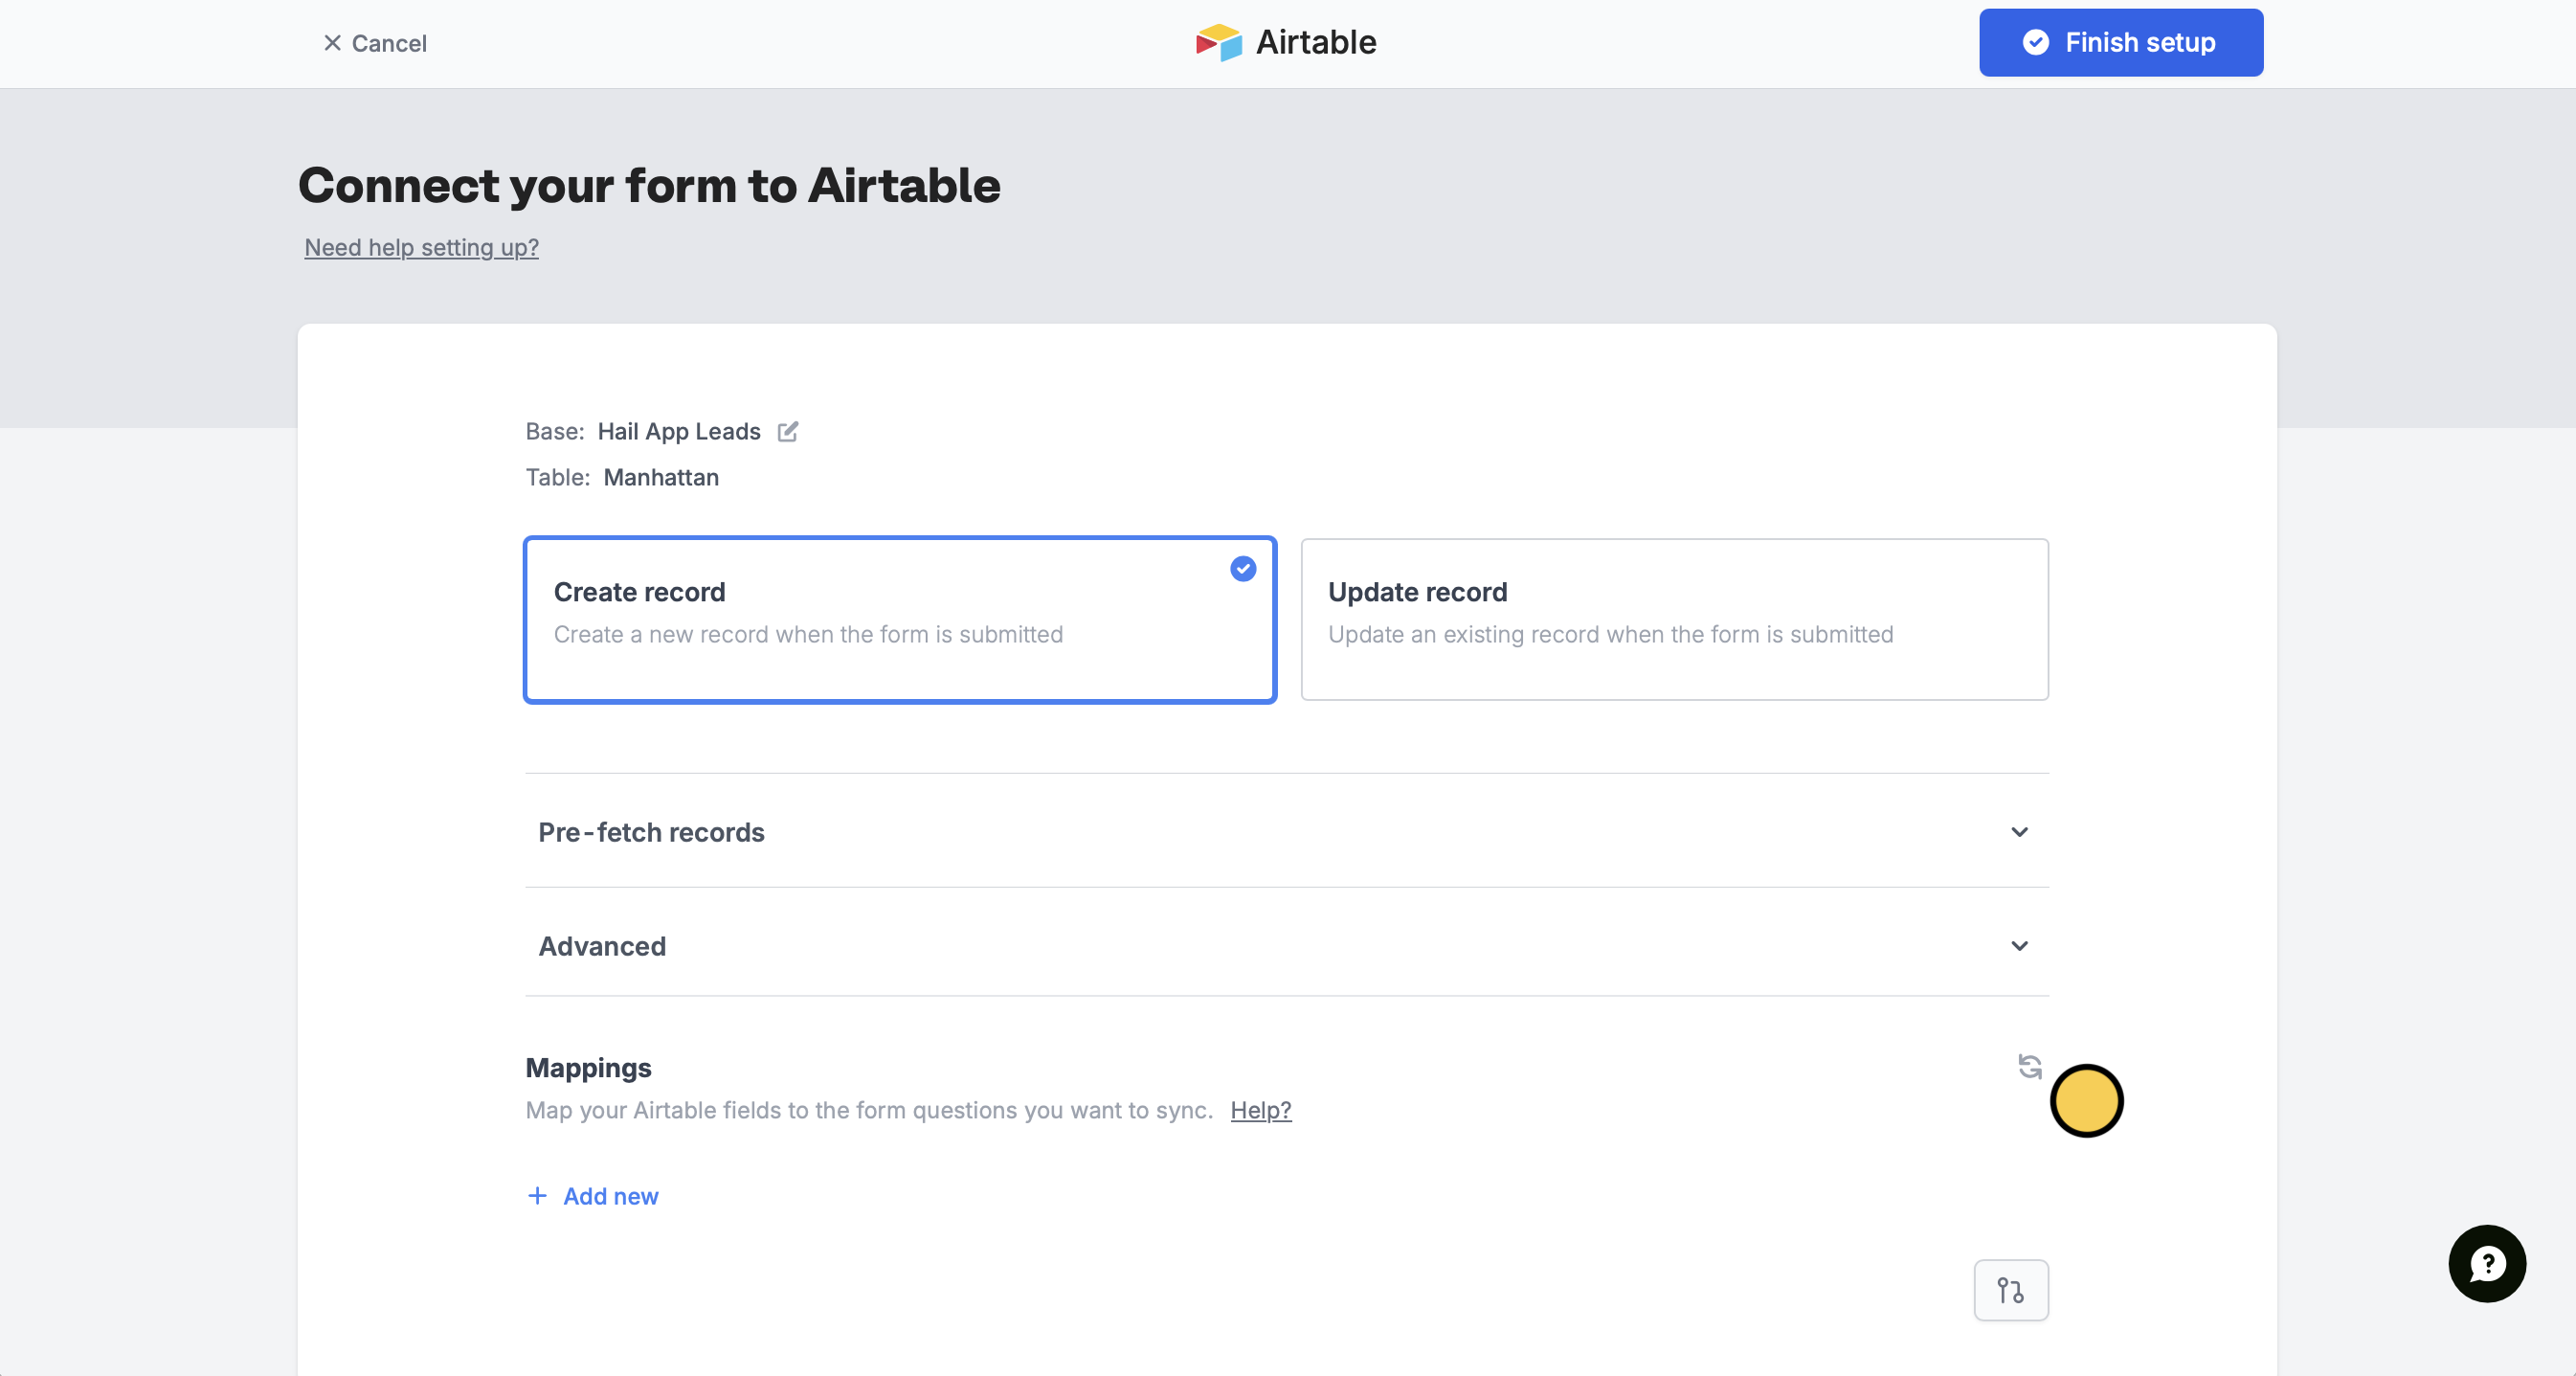 Cancel
Airtable
Finish setup
Connect your form to Airtable
Need help setting up?
Base: Hail App Leads
Table: Manhattan
Create record
Create a new record when the form is submitted
Update record
Update an existing record when the form is submitted
Pre-fetch records
Advanced
Mappings
Map your Airtable fields to the form questions you want to sync. Help?
+ Add new